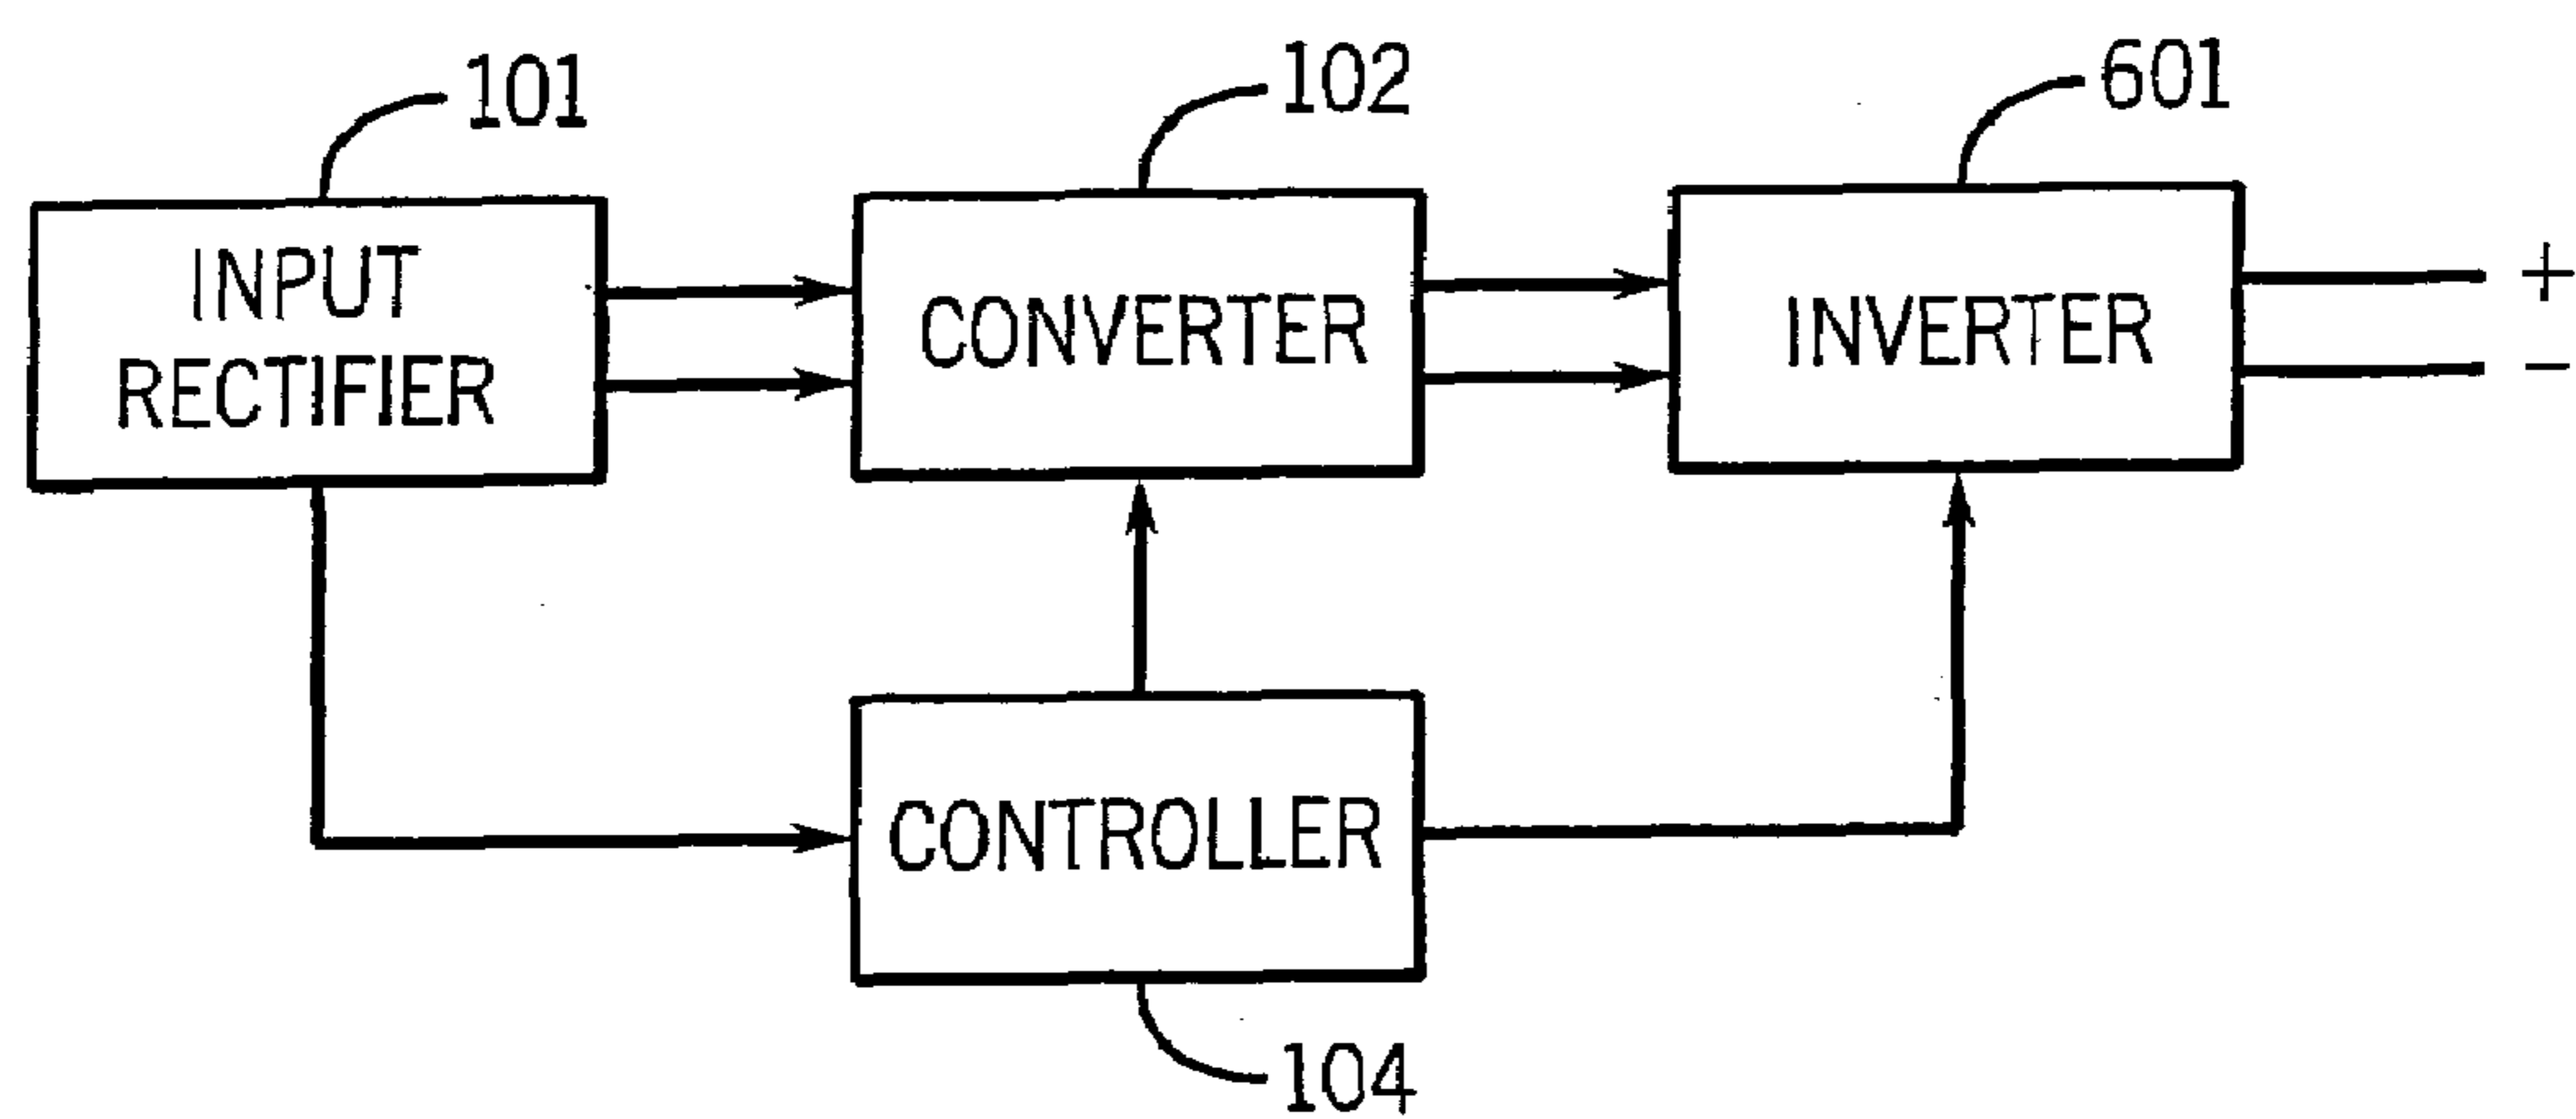 101
102
601
INPUT
RECTIFIER
CONVERTER
INVERTER
+
−
CONTROLLER
104